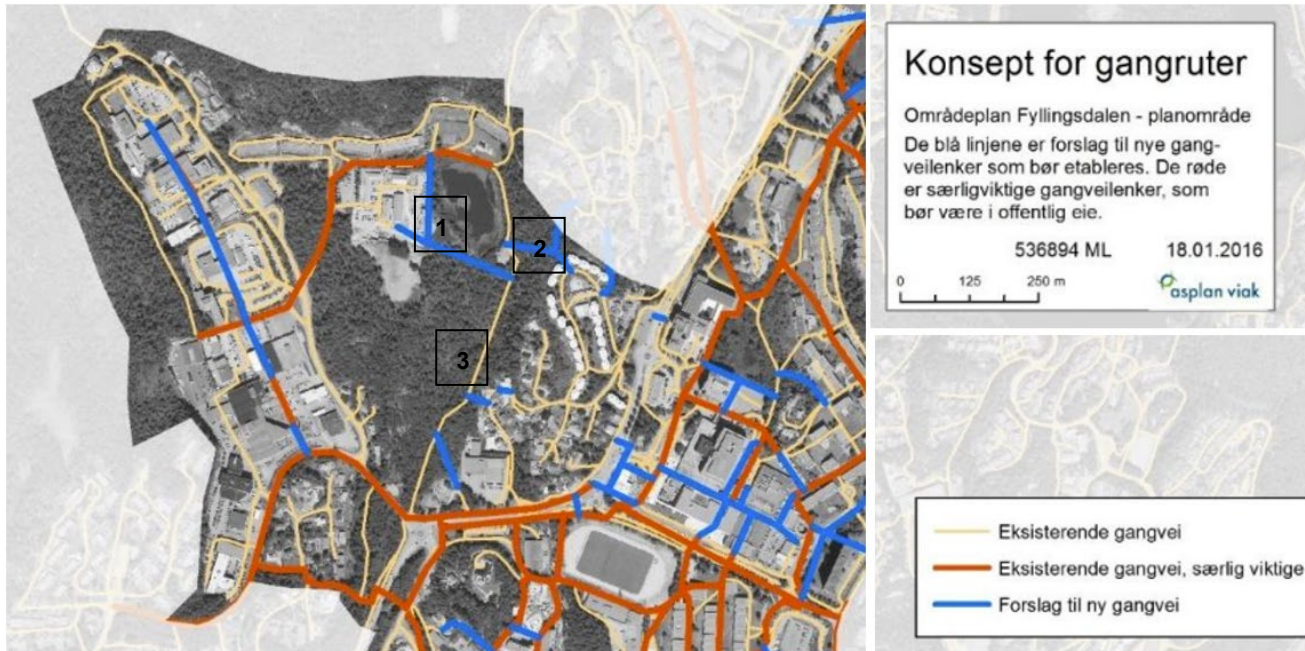 1
2
3
Konsept for gangruter
Områdeplan Fyllingsdalen - planområde
De blå linjene er forslag til nye gang-
veilenker som bør etableres. De røde
er særligviktige gangveilenker, som
bør være i offentlig eie.
536894 ML 18.01.2016
0 125 250 m
asplan viak
Eksisterende gangvei
Eksisterende gangvei, særlig viktige
Forslag til ny gangvei